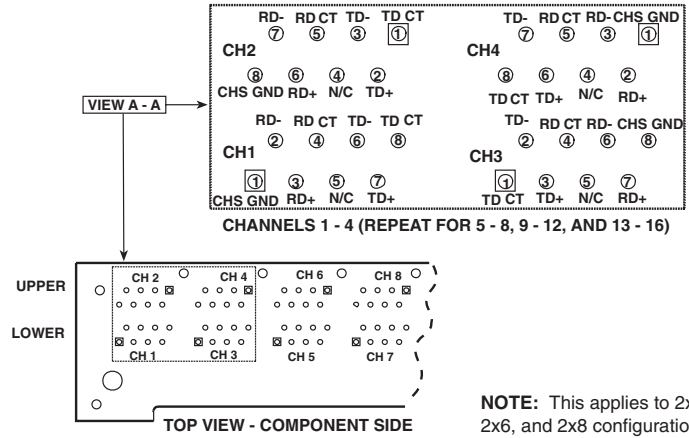 RD- RD CT TD- TD CT
⑦ ⑤ ③ ①
CH2
⑧ ⑥ ④ ②
CHS GND RD+ N/C TD+
TD- RD CT RD- CHS GND
⑦ ⑤ ③ ①
CH4
⑧ ⑥ ④ ②
TD CT TD+ N/C RD+
VIEW A - A
RD- RD CT TD- TD CT
② ④ ⑥ ⑧
CH1
① ③ ⑤ ⑦
CHS GND RD+ N/C TD+
TD- RD CT RD- CHS GND
② ④ ⑥ ⑧
CH3
① ③ ⑤ ⑦
TD CT TD+ N/C RD+
CHANNELS 1 - 4 (REPEAT FOR 5 - 8, 9 - 12, AND 13 - 16)
UPPER
CH 2 CH 4 CH 6 CH 8
LOWER
CH 1 CH 3 CH 5 CH 7
TOP VIEW - COMPONENT SIDE
NOTE: This applies to 2x
2x6, and 2x8 configuratio